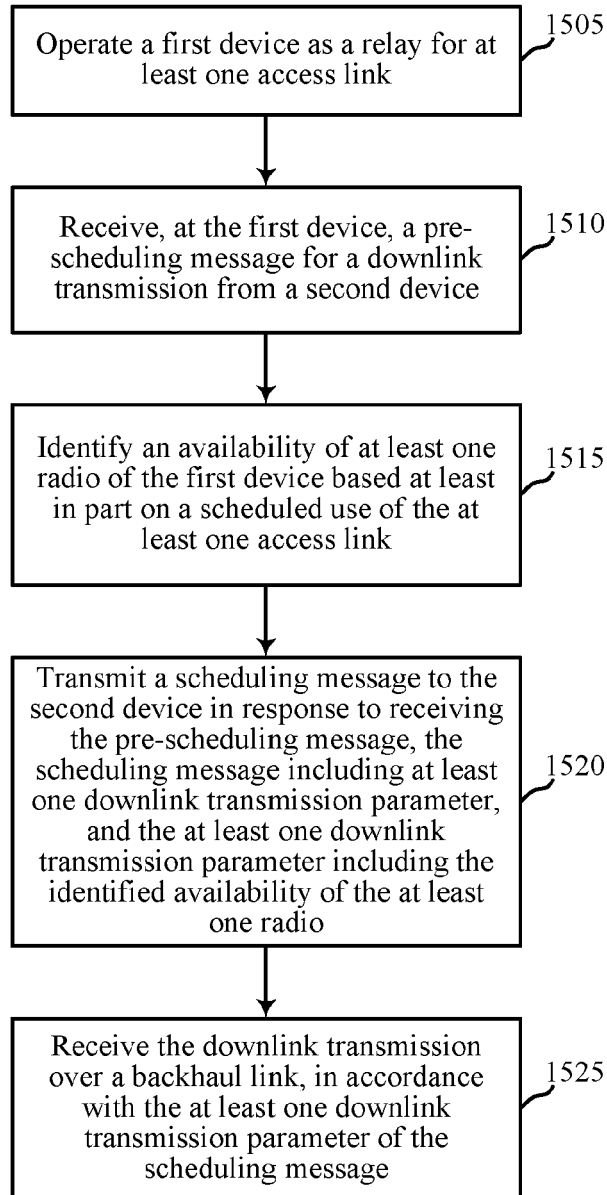 Operate a first device as a relay for at
least one access link
1505
Receive, at the first device, a pre-
scheduling message for a downlink
transmission from a second device
1510
Identify an availability of at least one
radio of the first device based at least
in part on a scheduled use of the at
least one access link
1515
Transmit a scheduling message to the
second device in response to receiving
the pre-scheduling message, the
scheduling message including at least
one downlink transmission parameter,
and the at least one downlink
transmission parameter including the
identified availability of the at least
one radio
1520
Receive the downlink transmission
over a backhaul link, in accordance
with the at least one downlink
transmission parameter of the
scheduling message
1525